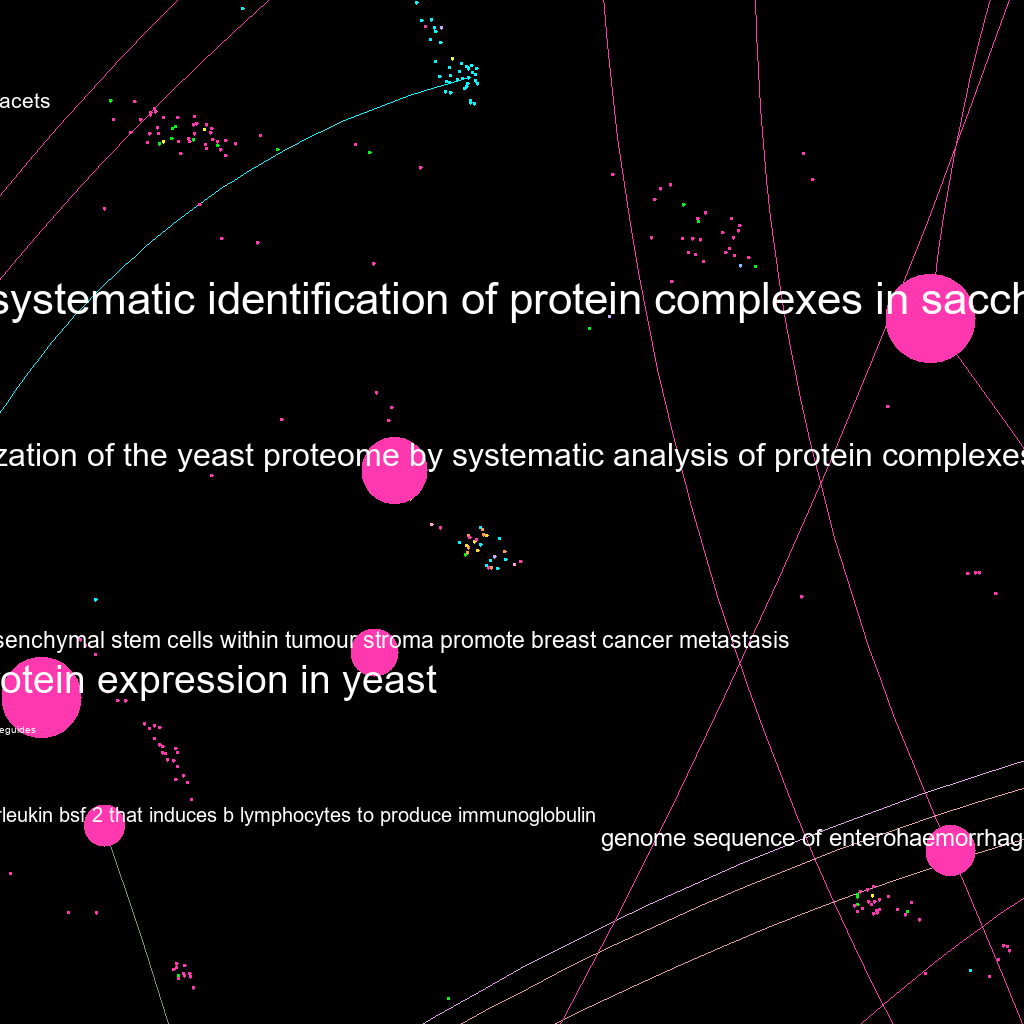 acets
systematic identification of protein complexes in sacch
zation of the yeast proteome by systematic analysis of protein complexes
senchymal stem cells within tumour stroma promote breast cancer metastasis
otein expression in yeast
eguides
rleukin bsf 2 that induces b lymphocytes to produce immunoglobulin
genome sequence of enterohaemorrhag